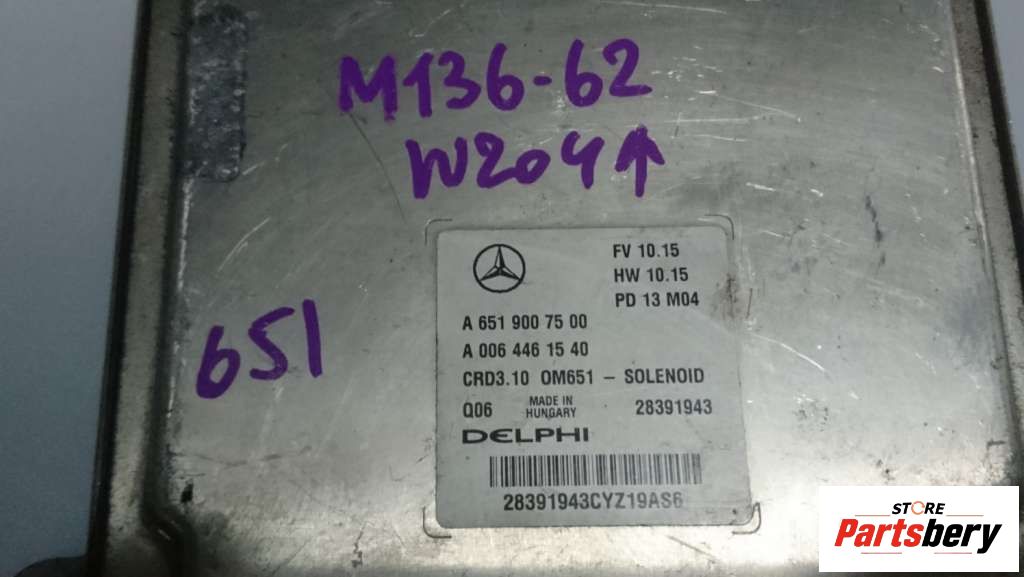 M136-62
W204↑
651
FV 10.15
HW 10.15
PD 13 M04
A 651 900 75 00
A 006 446 15 40
CRD3.10 OM651 - SOLENOID
Q06 MADE IN HUNGARY 28391943
DELPHI
28391943CYZ19AS6
STORE
Partsbery